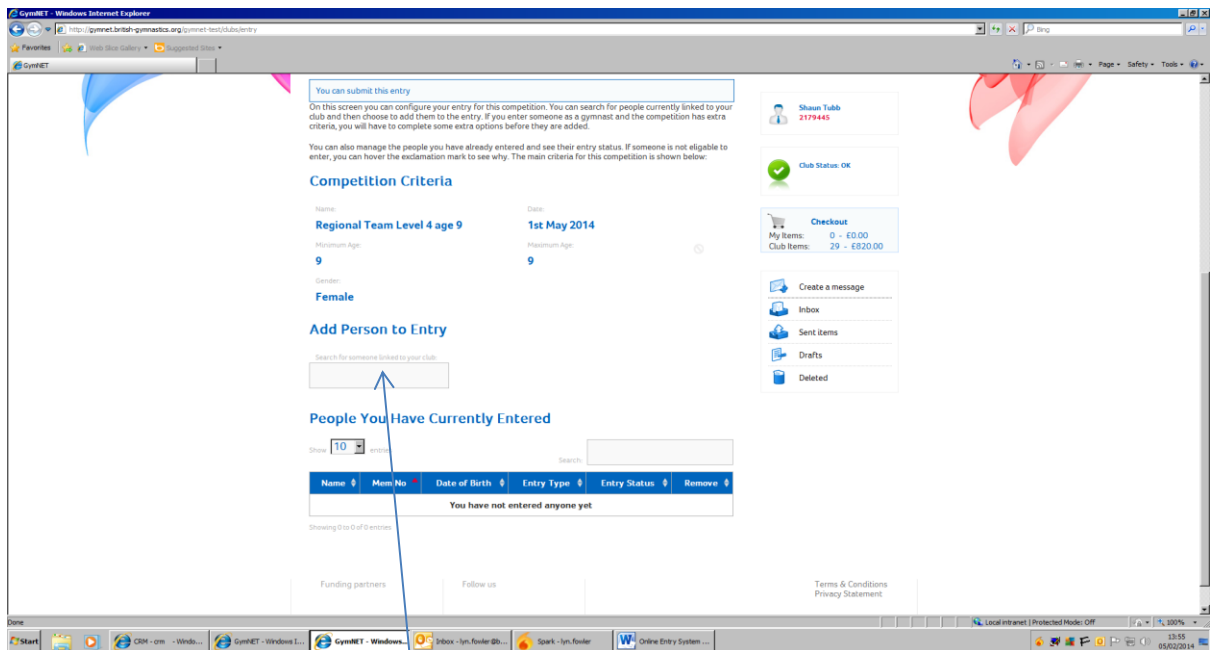 GymNET - Windows Internet Explorer
http://gymnet.british-gymnastics.org/gymnet-test/clubs/entry
Bing
Favorites Web Slice Gallery Suggested Sites
GymNET
Page Safety Tools
You can submit this entry
On this screen you can configure your entry for this competition. You can search for people currently linked to your
club and then choose to add them to the entry. If you enter someone as a gymnast and the competition has extra
criteria, you will have to complete some extra options before they are added.
You can also manage the people you have already entered and see their entry status. If someone is not eligable to
enter, you can hover the exclamation mark to see why. The main criteria for this competition is shown below:
Competition Criteria
Name: Date:
Regional Team Level 4 age 9 1st May 2014
Minimum Age: Maximum Age:
9 9
Gender:
Female
Add Person to Entry
Search for someone linked to your club:
People You Have Currently Entered
Show 10 entries
Search:
Name Mem No Date of Birth Entry Type Entry Status Remove
You have not entered anyone yet
Showing 0 to 0 of 0 entries
Shaun Tubb
2179445
Club Status: OK
Checkout
My Items: 0 - £0.00
Club Items: 29 - £820.00
Create a message
Inbox
Sent items
Drafts
Deleted
Funding partners Follow us Terms & Conditions
Privacy Statement
Done Local intranet | Protected Mode: Off 100%
Start CRM - crm - Windo... GymNET - Windows I... GymNET - Windows... Inbox - lyn.fowler@b... Spark - lyn.fowler Online Entry System ... 13:55
05/02/2014